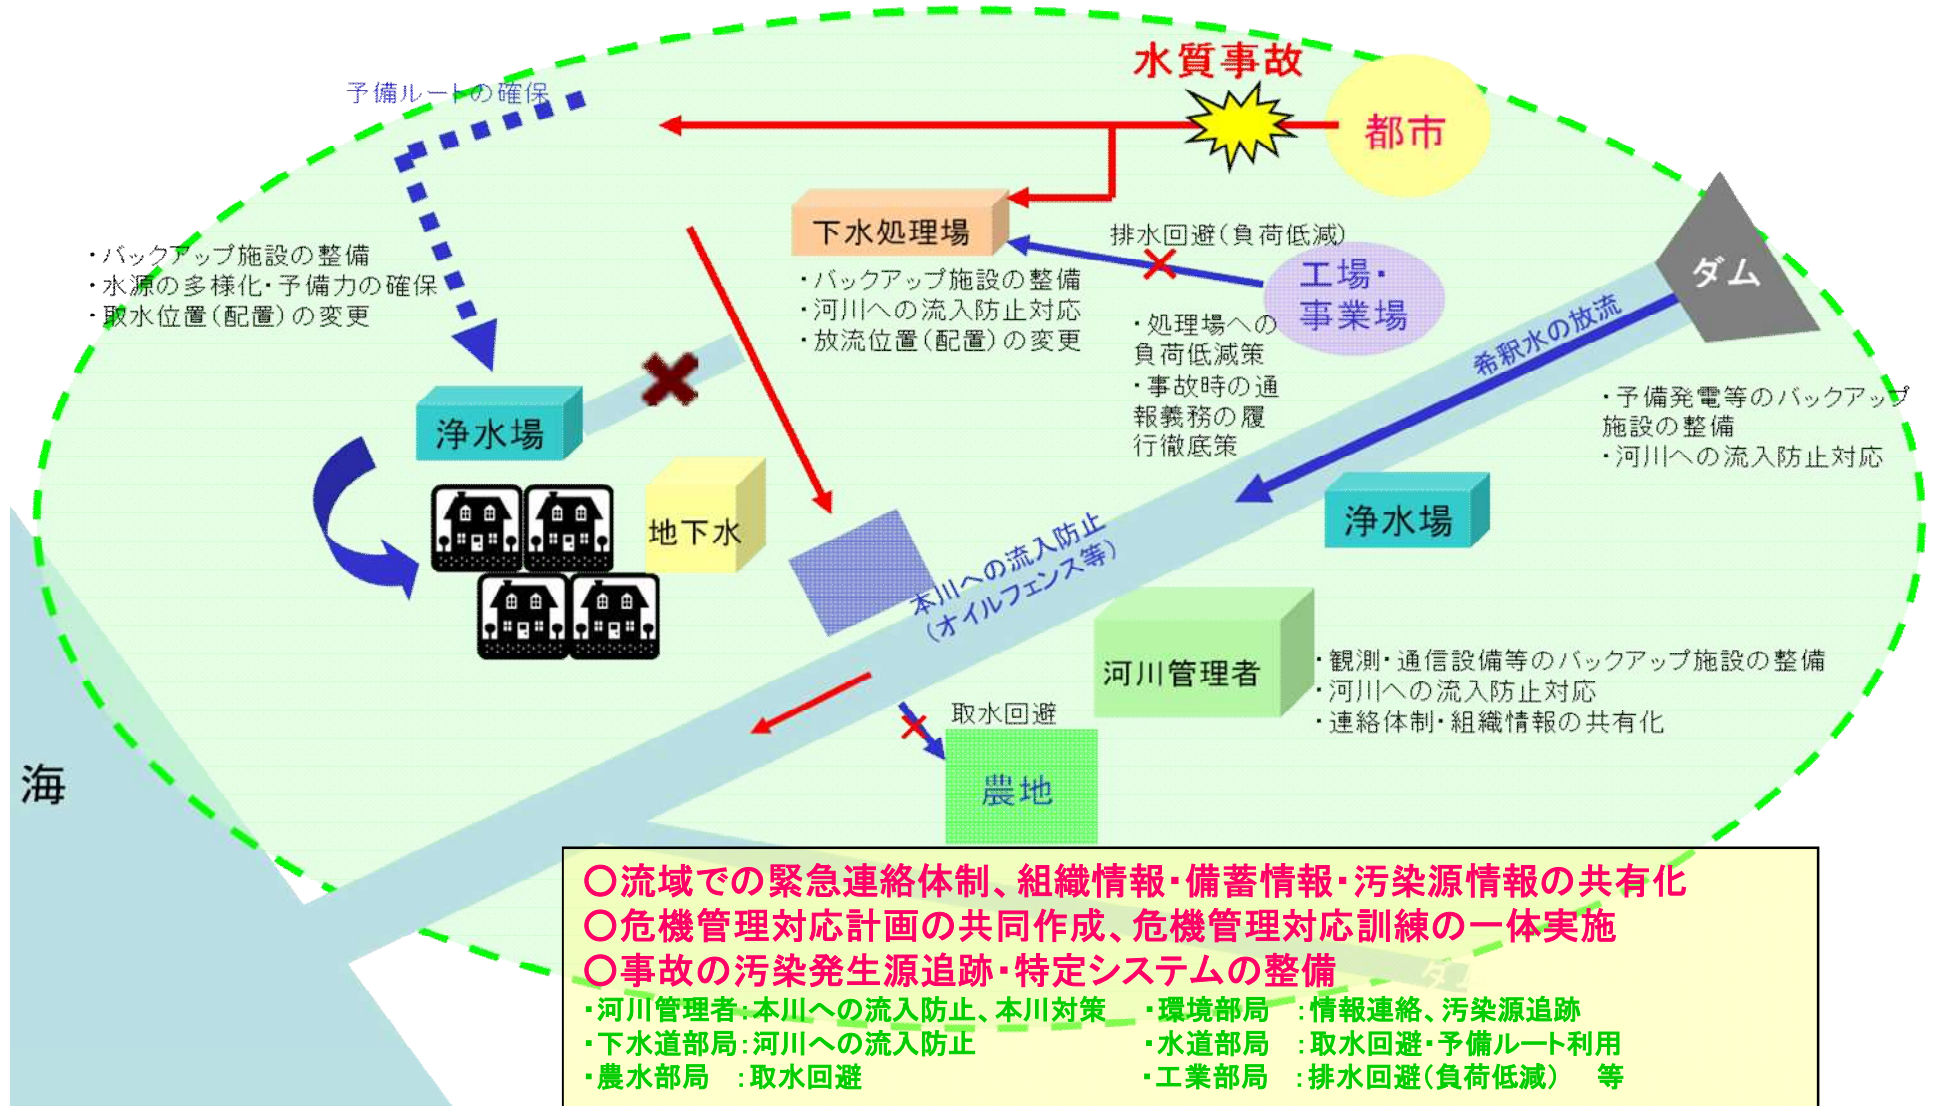 水質事故
予備ルートの確保
都市
下水処理場
排水回避(負荷低減)
・バックアップ施設の整備
・水源の多様化・予備力の確保
・取水位置(配置)の変更
・バックアップ施設の整備
・河川への流入防止対応
・放流位置(配置)の変更
工場・
事業場
ダム
・処理場への
負荷低減策
・事故時の通
報義務の履
行徹底策
希釈水の放流
・予備発電等のバックアップ
施設の整備
・河川への流入防止対応
浄水場
浄水場
地下水
本川への流入防止
(オイルフェンス等)
河川管理者
・観測・通信設備等のバックアップ施設の整備
・河川への流入防止対応
・連絡体制・組織情報の共有化
取水回避
農地
海
〇流域での緊急連絡体制、組織情報・備蓄情報・汚染源情報の共有化
〇危機管理対応計画の共同作成、危機管理対応訓練の一体実施
〇事故の汚染発生源追跡・特定システムの整備
・河川管理者:本川への流入防止、本川対策 ・環境部局 :情報連絡、汚染源追跡
・下水道部局:河川への流入防止 ・水道部局 :取水回避・予備ルート利用
・農水部局 :取水回避 ・工業部局 :排水回避(負荷低減) 等